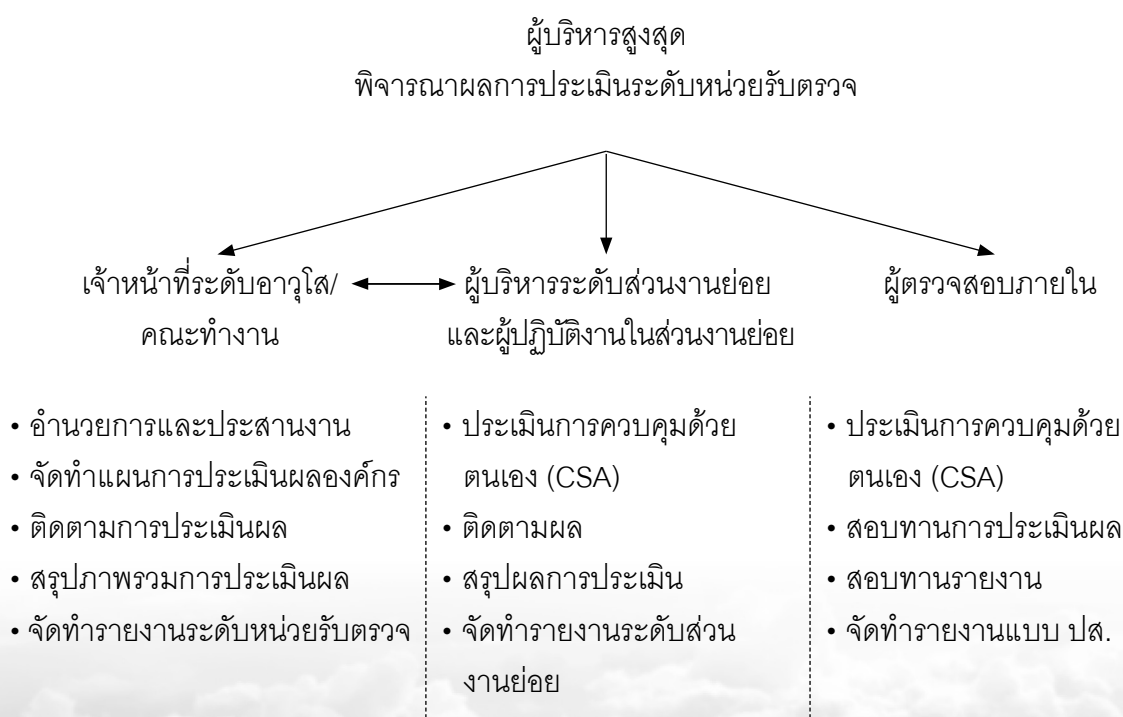 ผู้บริหารสูงสุด
พิจารณาผลการประเมินระดับหน่วยรับตรวจ
เจ้าหน้าที่ระดับอาวุโส/
คณะทำงาน
ผู้บริหารระดับส่วนงานย่อย
และผู้ปฏิบัติงานในส่วนงานย่อย
ผู้ตรวจสอบภายใน
• อำนวยการและประสานงาน
• จัดทำแผนการประเมินผลองค์กร
• ติดตามการประเมินผล
• สรุปภาพรวมการประเมินผล
• จัดทำรายงานระดับหน่วยรับตรวจ
• ประเมินการควบคุมด้วย
ตนเอง (CSA)
• ติดตามผล
• สรุปผลการประเมิน
• จัดทำรายงานระดับส่วน
งานย่อย
• ประเมินการควบคุมด้วย
ตนเอง (CSA)
• สอบทานการประเมินผล
• สอบทานรายงาน
• จัดทำรายงานแบบ ปส.